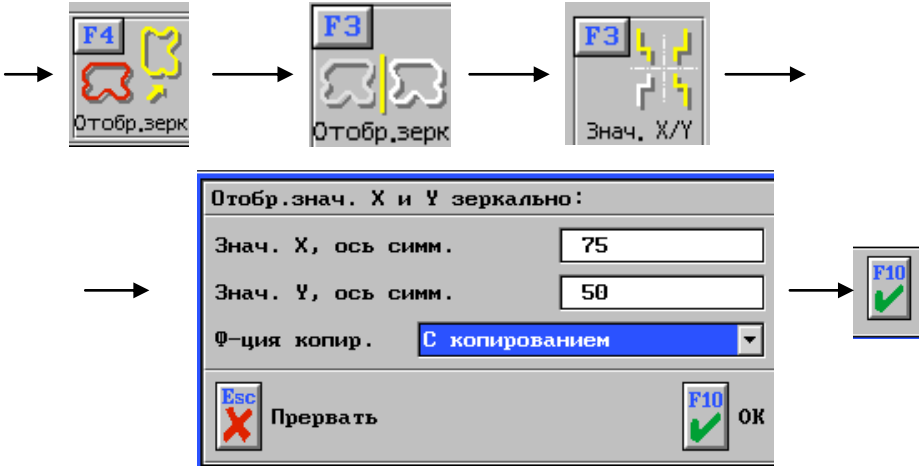 F4
Отобр.зерк
F3
Отобр.зерк
F3
Знач. X/Y
Отобр.знач. X и Y зеркально:
Знач. X, ось симм. 75
Знач. Y, ось симм. 50
Ф-ция копир. С копированием
Esc Прервать
F10 ОК
F10